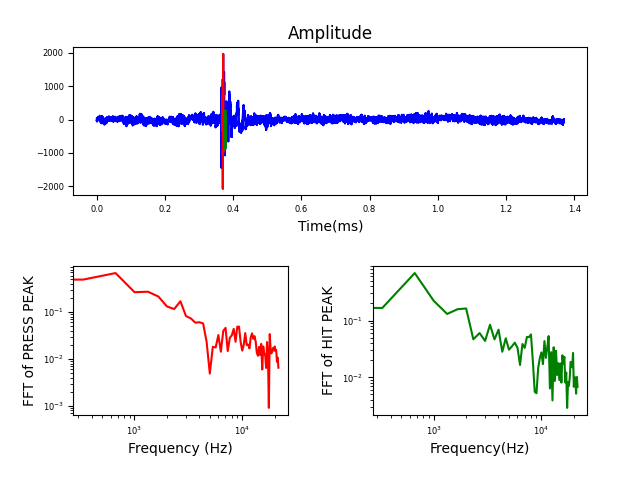 Amplitude
2000
1000
0
−1000
−2000
0.0 0.2 0.4 0.6 0.8 1.0 1.2 1.4
Time(ms)
FFT of PRESS PEAK
10⁻¹
10⁻²
10⁻³
10³ 10⁴
Frequency (Hz)
FFT of HIT PEAK
10⁻¹
10⁻²
10³ 10⁴
Frequency(Hz)